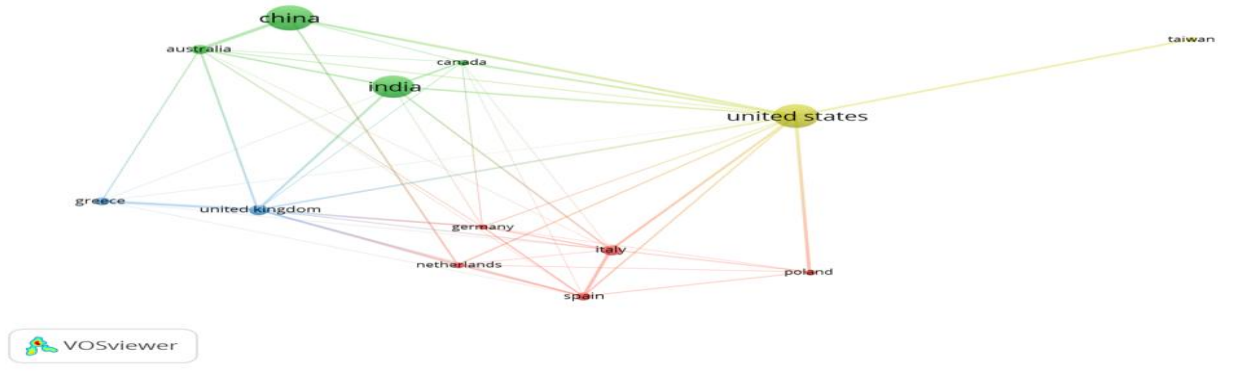 china
taiwan
australia
canada
india
united states
greece
united kingdom
germany
italy
netherlands
poland
spain
VOSviewer